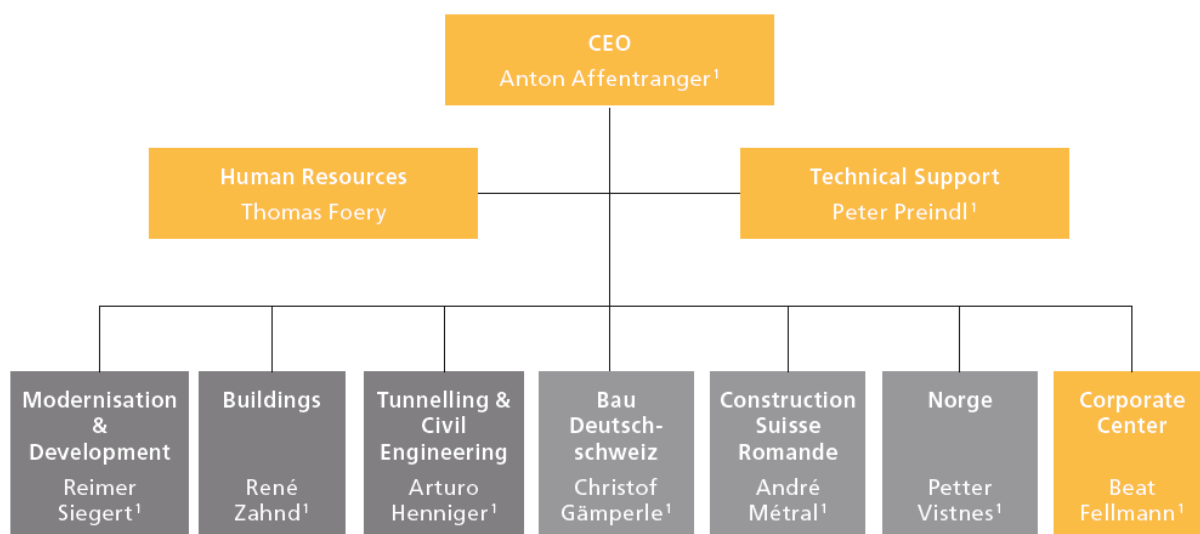 CEO
Anton Affentranger¹
Human Resources
Thomas Foery
Technical Support
Peter Preindl¹
Modernisation
&
Development
Reimer
Siegert¹
Buildings
René
Zahnd¹
Tunnelling &
Civil
Engineering
Arturo
Henniger¹
Bau
Deutsch-
schweiz
Christof
Gämperle¹
Construction
Suisse
Romande
André
Métral¹
Norge
Petter
Vistnes¹
Corporate
Center
Beat
Fellmann¹